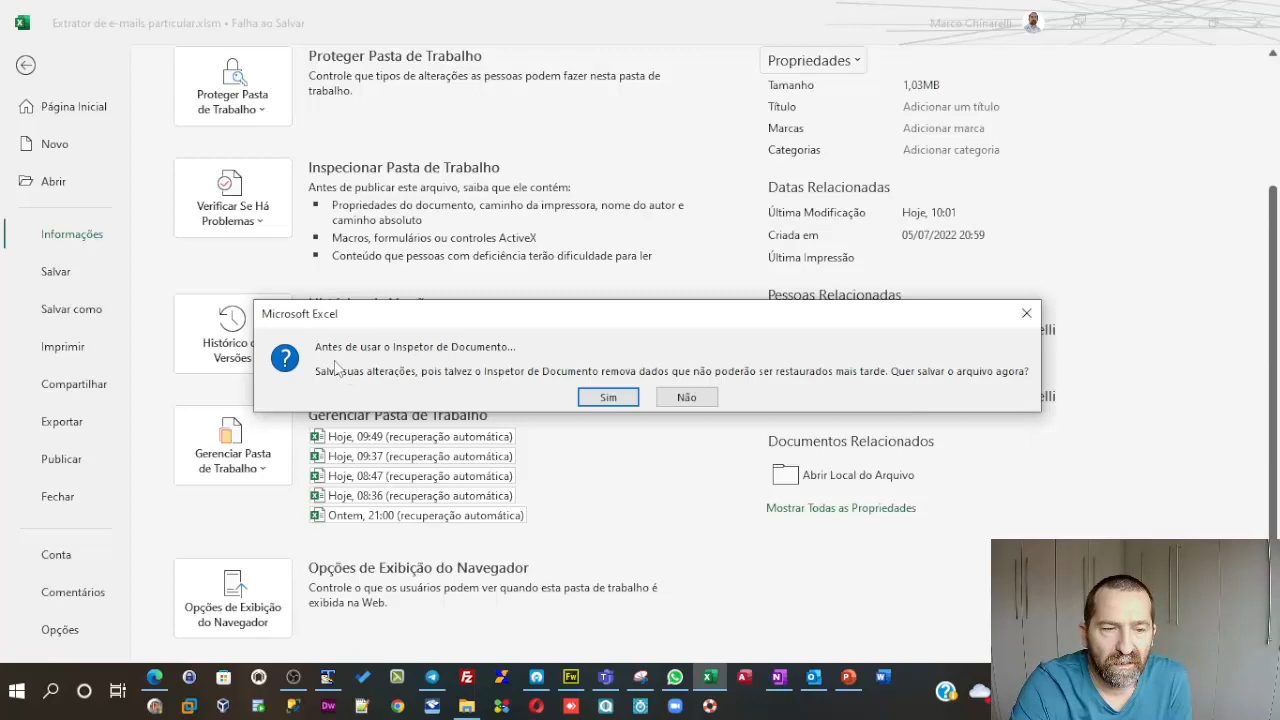 Extrator de e-mails particular.xlsm • Falha ao Salvar
Marco Chinarelli
Página Inicial
Novo
Abrir
Informações
Salvar
Salvar como
Imprimir
Compartilhar
Exportar
Publicar
Fechar
Conta
Comentários
Opções
Proteger Pasta
de Trabalho
Proteger Pasta de Trabalho
Controle que tipos de alterações as pessoas podem fazer nesta pasta de
trabalho.
Verificar Se Há
Problemas
Inspecionar Pasta de Trabalho
Antes de publicar este arquivo, saiba que ele contém:
Propriedades do documento, caminho da impressora, nome do autor e
caminho absoluto
Macros, formulários ou controles ActiveX
Conteúdo que pessoas com deficiência terão dificuldade para ler
Histórico
Versões
Microsoft Excel
Antes de usar o Inspetor de Documento...
Salve suas alterações, pois talvez o Inspetor de Documento remova dados que não poderão ser restaurados mais tarde. Quer salvar o arquivo agora?
Sim
Não
Gerenciar Pasta
de Trabalho
Gerenciar Pasta de Trabalho
Hoje, 09:49 (recuperação automática)
Hoje, 09:37 (recuperação automática)
Hoje, 08:47 (recuperação automática)
Hoje, 08:36 (recuperação automática)
Ontem, 21:00 (recuperação automática)
Opções de Exibição
do Navegador
Opções de Exibição do Navegador
Controle o que os usuários podem ver quando esta pasta de trabalho é
exibida na Web.
Propriedades
Tamanho 1,03MB
Título Adicionar um título
Marcas Adicionar marca
Categorias Adicionar categoria
Datas Relacionadas
Última Modificação Hoje, 10:01
Criada em 05/07/2022 20:59
Última Impressão
Pessoas Relacionadas
elli
elli
Documentos Relacionados
Abrir Local do Arquivo
Mostrar Todas as Propriedades